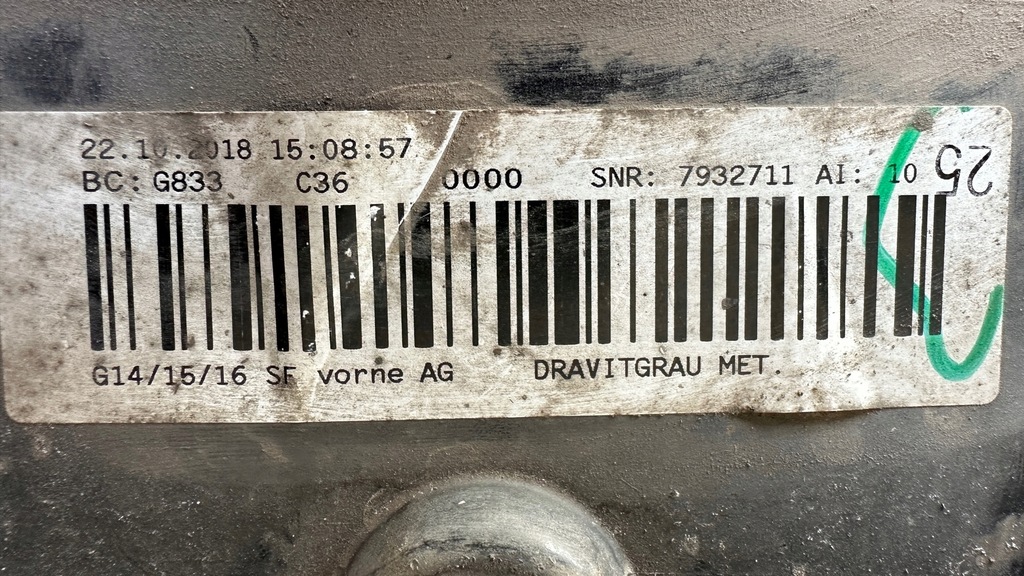 22.10.2018 15:08:57
BC: G833 C36 0000 SNR: 7932711 AI: 10 25
G14/15/16 SF vorne AG DRAVITGRAU MET.